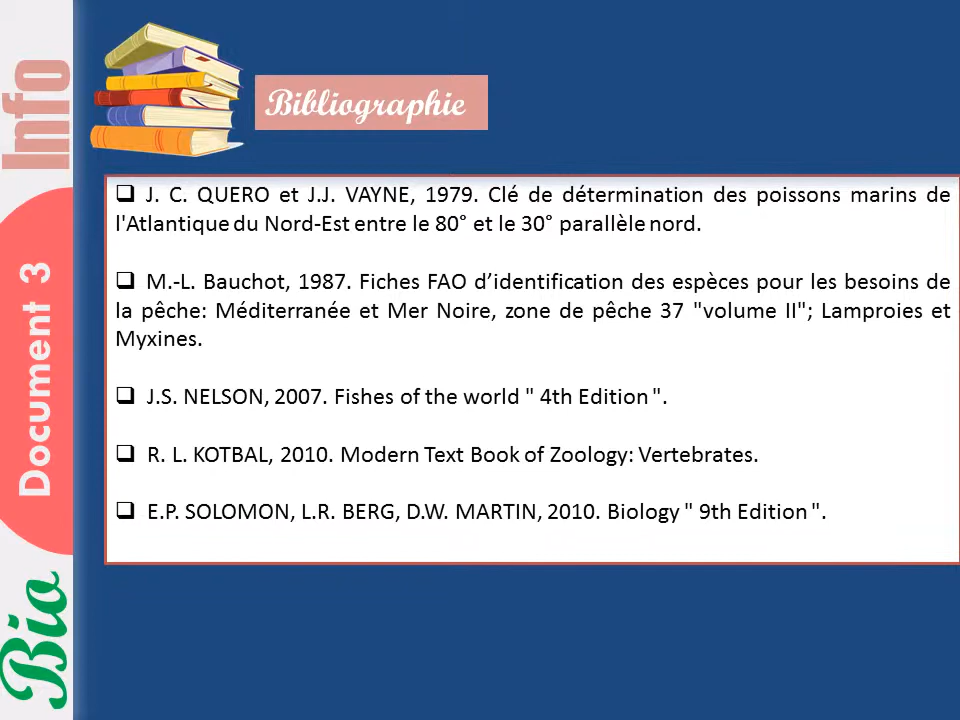 Info
Document 3
Bio
Bibliographie
❑ J. C. QUERO et J.J. VAYNE, 1979. Clé de détermination des poissons marins de
l'Atlantique du Nord-Est entre le 80° et le 30° parallèle nord.
❑ M.-L. Bauchot, 1987. Fiches FAO d’identification des espèces pour les besoins de
la pêche: Méditerranée et Mer Noire, zone de pêche 37 "volume II"; Lamproies et
Myxines.
❑ J.S. NELSON, 2007. Fishes of the world " 4th Edition ".
❑ R. L. KOTBAL, 2010. Modern Text Book of Zoology: Vertebrates.
❑ E.P. SOLOMON, L.R. BERG, D.W. MARTIN, 2010. Biology " 9th Edition ".